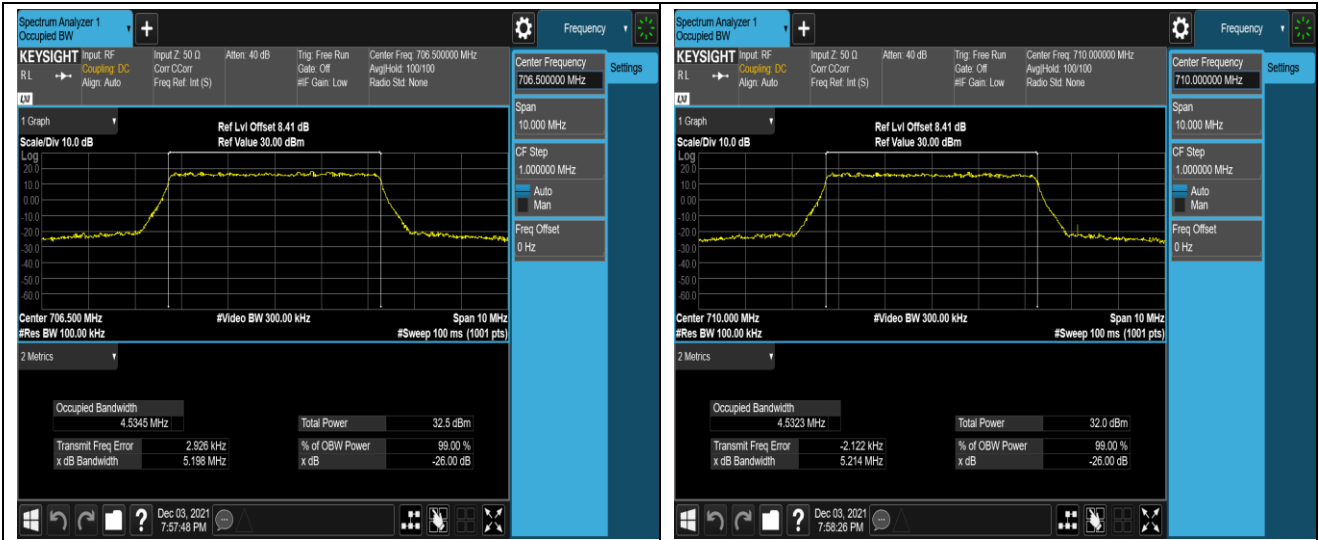 Spectrum Analyzer 1
Occupied BW
+
Frequency
KEYSIGHT
Input: RF
Coupling: DC
Align: Auto
Input Z: 50 Ω
Corr CCorr
Freq Ref: Int (S)
Atten: 40 dB
Trig: Free Run
Gate: Off
#IF Gain: Low
Center Freq: 706.500000 MHz
Avg|Hold: 100/100
Radio Std: None
RL
LXI
Center Frequency
706.500000 MHz
Settings
Span
10.000 MHz
CF Step
1.000000 MHz
Auto
Man
Freq Offset
0 Hz
1 Graph
Ref Lvl Offset 8.41 dB
Scale/Div 10.0 dB
Ref Value 30.00 dBm
Log
20.0
10.0
0.00
-10.0
-20.0
-30.0
-40.0
-50.0
-60.0
Center 706.500 MHz
#Video BW 300.00 kHz
Span 10 MHz
#Res BW 100.00 kHz
#Sweep 100 ms (1001 pts)
2 Metrics
Occupied Bandwidth
4.5345 MHz
Total Power 32.5 dBm
Transmit Freq Error 2.926 kHz
% of OBW Power 99.00 %
x dB Bandwidth 5.198 MHz
x dB -26.00 dB
?
Dec 03, 2021
7:57:48 PM
Spectrum Analyzer 1
Occupied BW
+
Frequency
KEYSIGHT
Input: RF
Coupling: DC
Align: Auto
Input Z: 50 Ω
Corr CCorr
Freq Ref: Int (S)
Atten: 40 dB
Trig: Free Run
Gate: Off
#IF Gain: Low
Center Freq: 710.000000 MHz
Avg|Hold: 100/100
Radio Std: None
RL
LXI
Center Frequency
710.000000 MHz
Settings
Span
10.000 MHz
CF Step
1.000000 MHz
Auto
Man
Freq Offset
0 Hz
1 Graph
Ref Lvl Offset 8.41 dB
Scale/Div 10.0 dB
Ref Value 30.00 dBm
Log
20.0
10.0
0.00
-10.0
-20.0
-30.0
-40.0
-50.0
-60.0
Center 710.000 MHz
#Video BW 300.00 kHz
Span 10 MHz
#Res BW 100.00 kHz
#Sweep 100 ms (1001 pts)
2 Metrics
Occupied Bandwidth
4.5323 MHz
Total Power 32.0 dBm
Transmit Freq Error -2.122 kHz
% of OBW Power 99.00 %
x dB Bandwidth 5.214 MHz
x dB -26.00 dB
?
Dec 03, 2021
7:58:26 PM